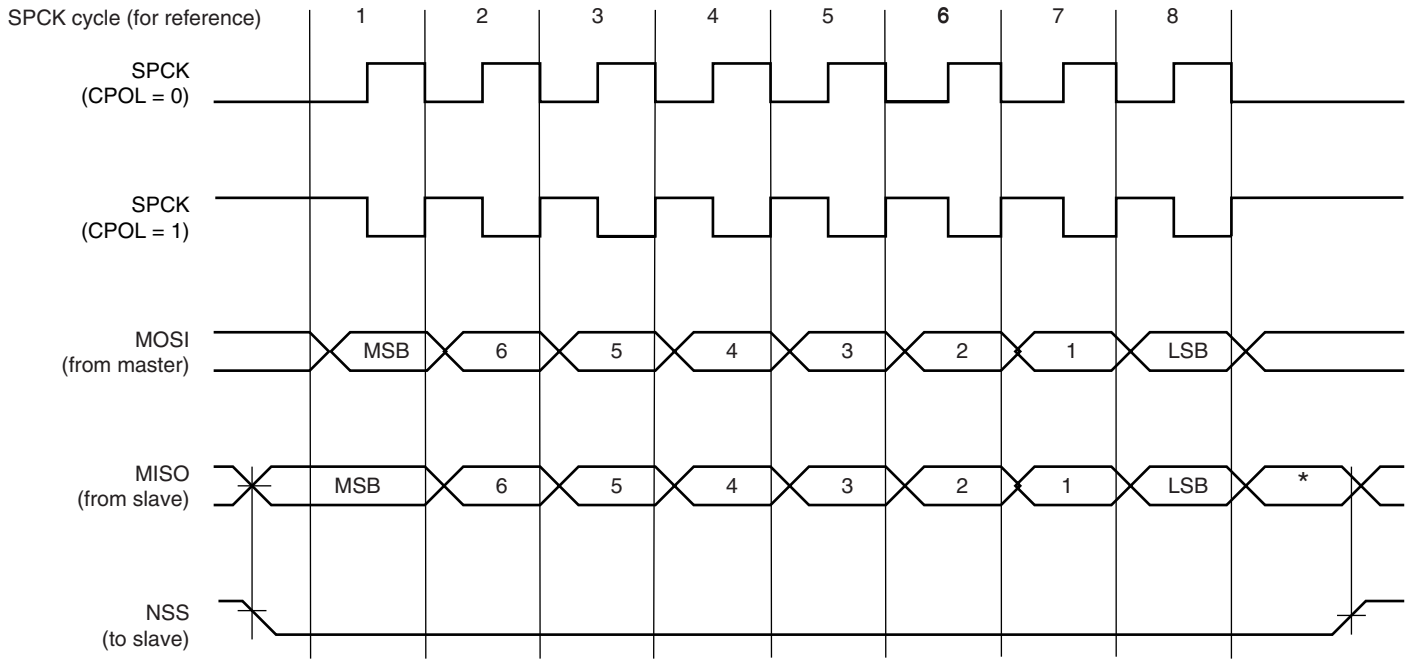 SPCK cycle (for reference) 1 2 3 4 5 6 7 8
SPCK
(CPOL = 0)
SPCK
(CPOL = 1)
MOSI
(from master)
MSB 6 5 4 3 2 1 LSB
MISO
(from slave)
MSB 6 5 4 3 2 1 LSB *
NSS
(to slave)